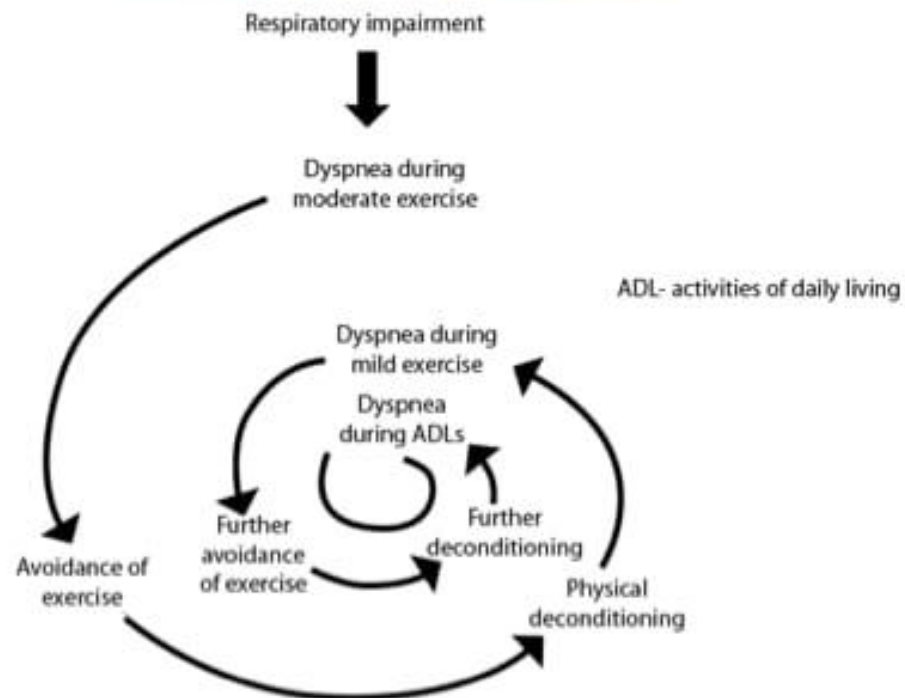 Respiratory impairment
Dyspnea during
moderate exercise
ADL- activities of daily living
Dyspnea during
mild exercise
Dyspnea
during ADLs
Further
avoidance
of exercise
Further
deconditioning
Avoidance of
exercise
Physical
deconditioning